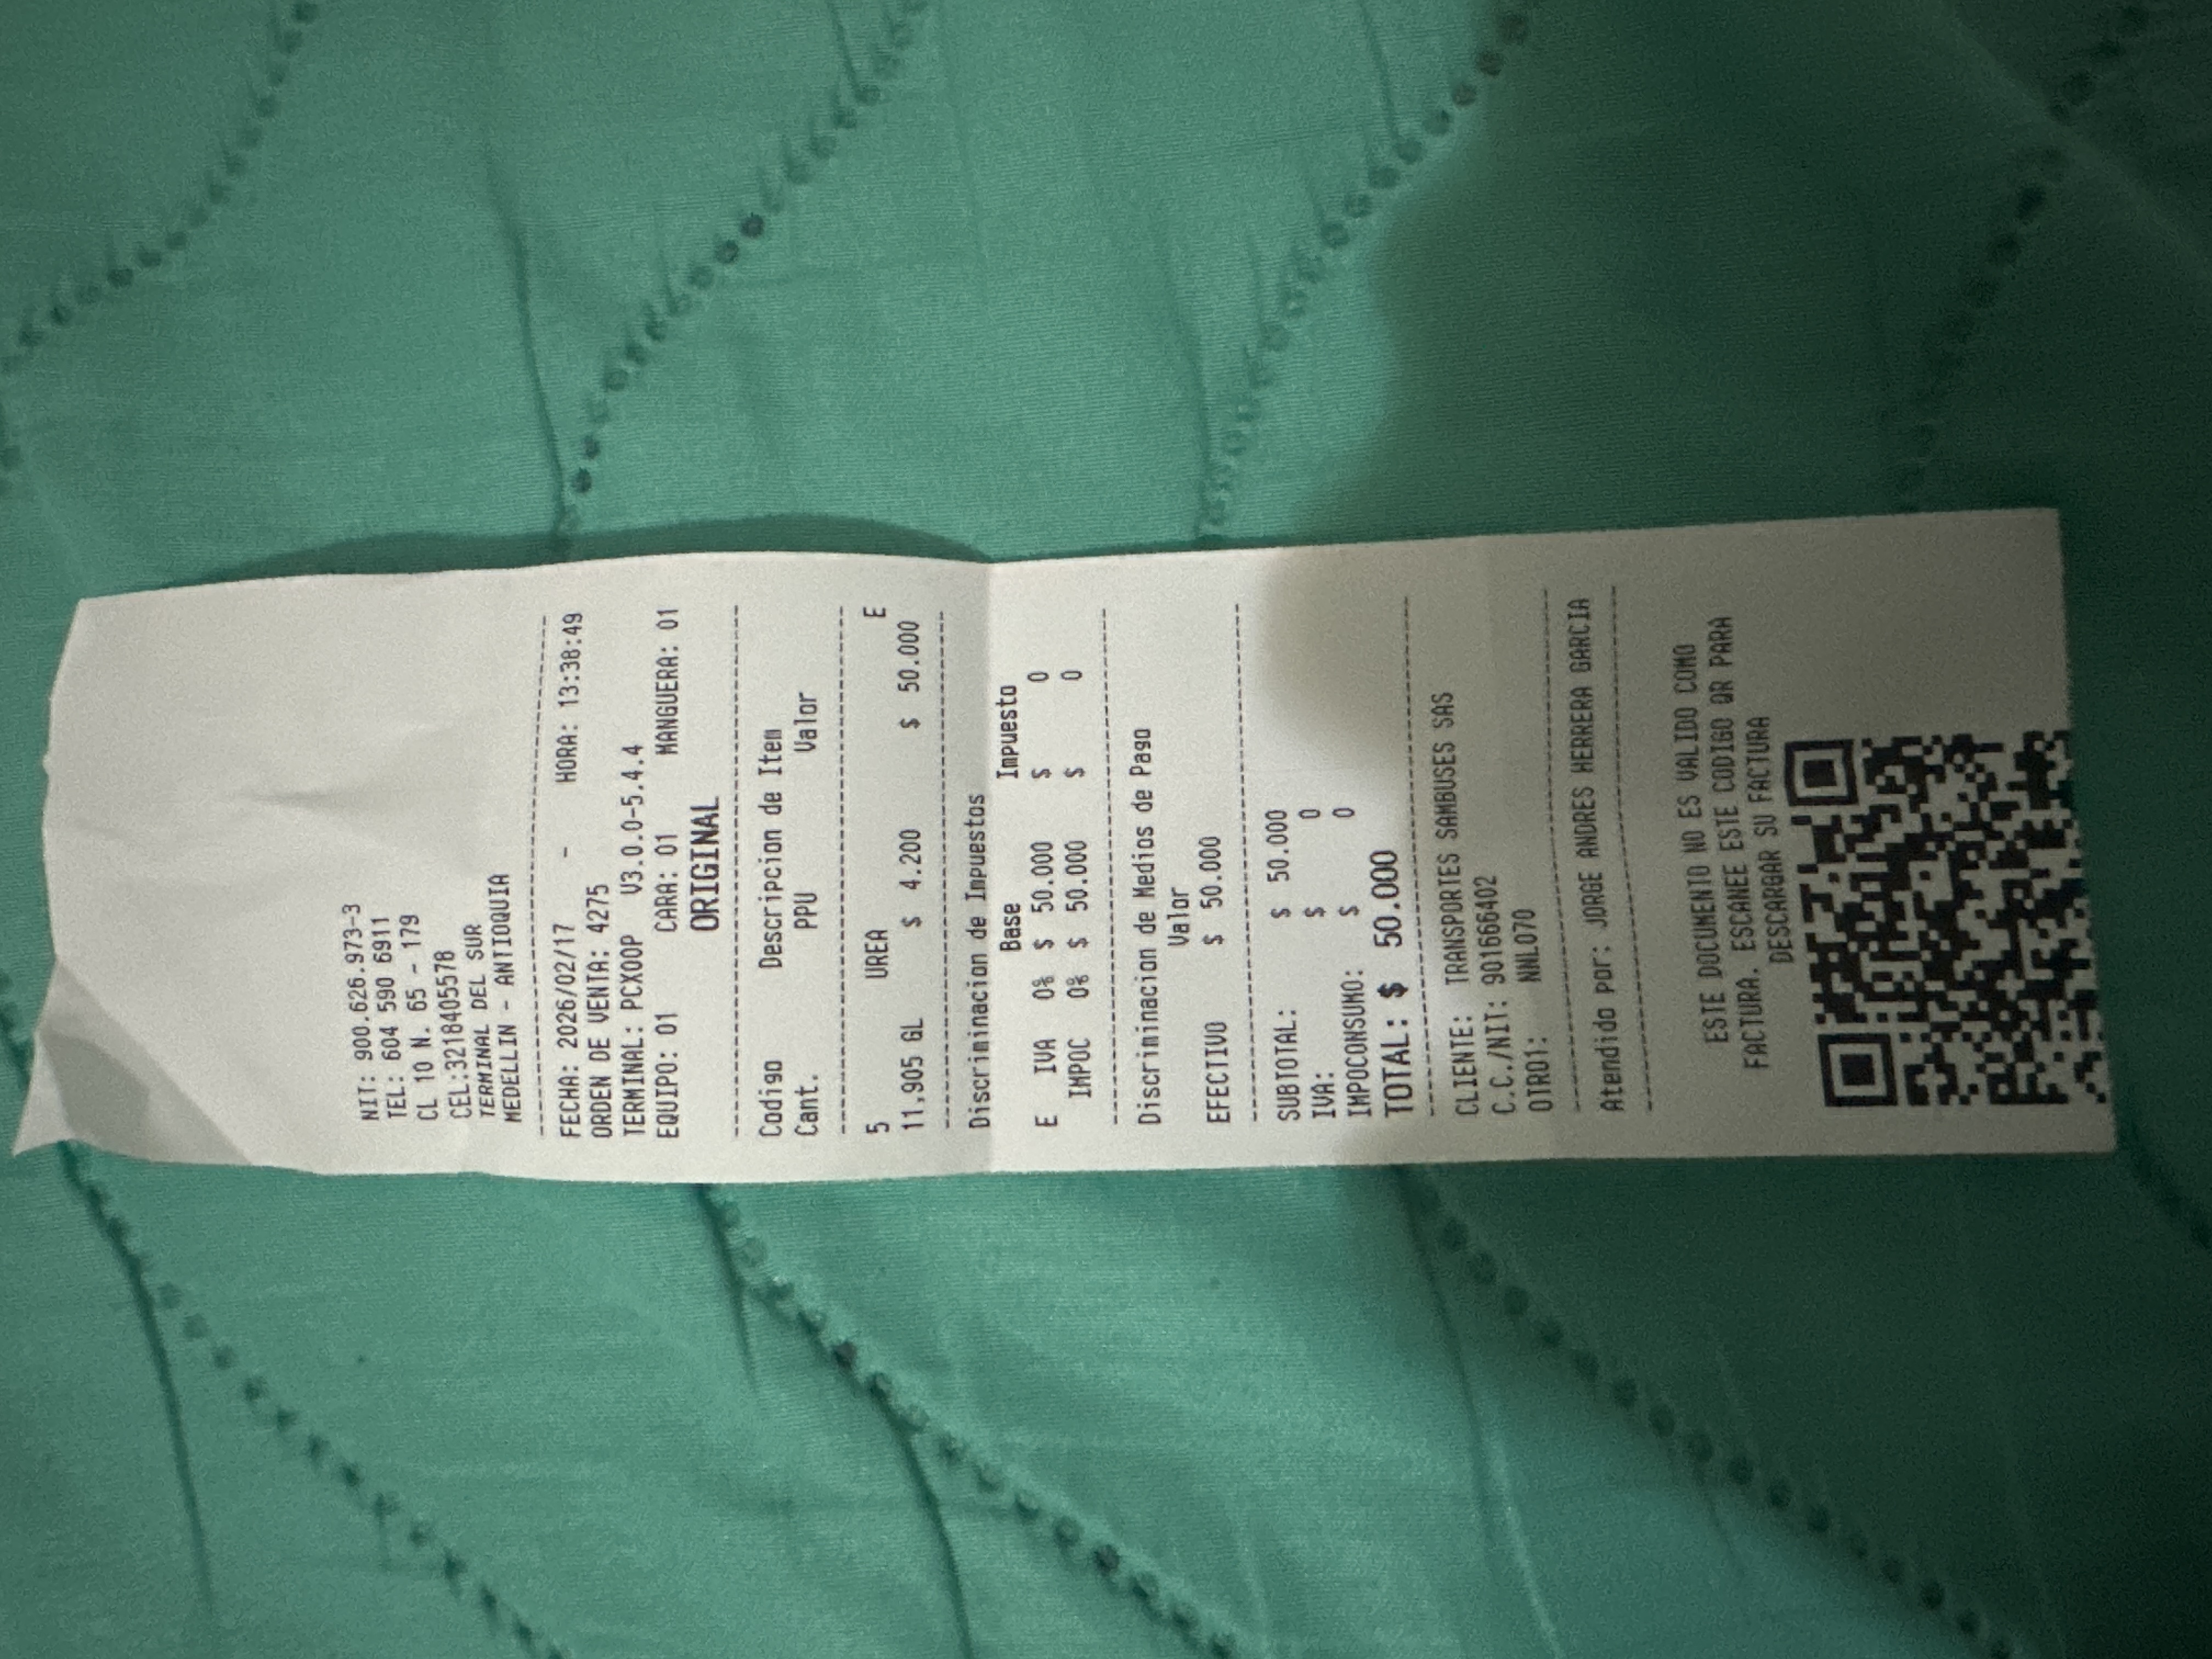 NIT: 900.626.973-3
TEL: 604 590 6911
CL 10 N. 65 - 179
CEL:3218405578
TERMINAL DEL SUR
MEDELLIN - ANTIOQUIA
FECHA: 2026/02/17 - HORA: 13:38:49
ORDEN DE VENTA: 4275
TERMINAL: PCX00P V3.0.0-5.4.4
EQUIPO: 01 CARA: 01 MANGUERA: 01
ORIGINAL
Codigo Descripcion de Item
Cant. PPU Valor
5 UREA E
11,905 GL $ 4.200 $ 50.000
Discriminacion de Impuestos
Base Impuesto
E IVA 0% $ 50.000 $ 0
IMPOC 0% $ 50.000 $ 0
Discriminacion de Medios de Pago
Valor
EFECTIVO $ 50.000
SUBTOTAL: $ 50.000
IVA: $ 0
IMPOCONSUMO: $ 0
TOTAL: $ 50.000
CLIENTE: TRANSPORTES SAMBUSES SAS
C.C./NIT: 901666402
OTRO1: NNL070
Atendido por: JORGE ANDRES HERRERA GARCIA
ESTE DOCUMENTO NO ES VALIDO COMO
FACTURA. ESCANEE ESTE CODIGO QR PARA
DESCARGAR SU FACTURA